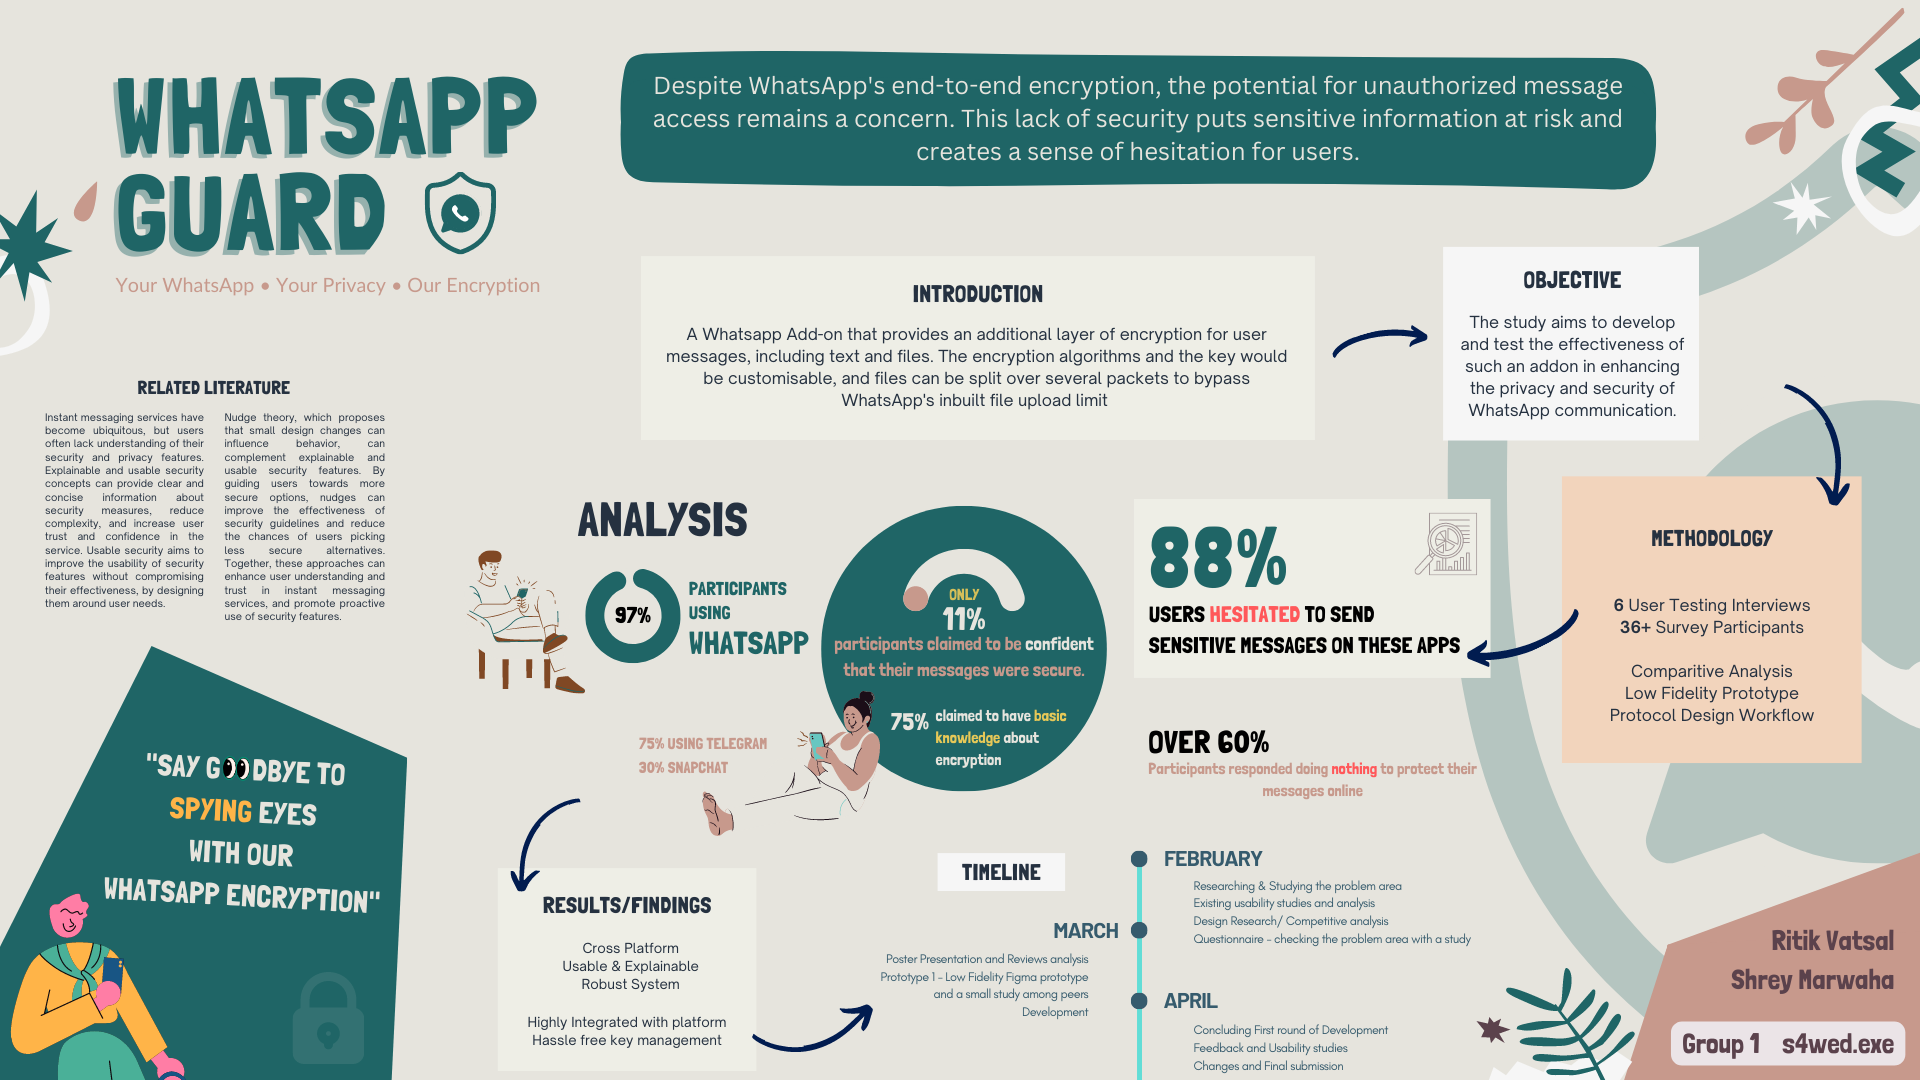 WHATSAPP
GUARD
Your WhatsApp • Your Privacy • Our Encryption
Despite WhatsApp's end-to-end encryption, the potential for unauthorized message
access remains a concern. This lack of security puts sensitive information at risk and
creates a sense of hesitation for users.
INTRODUCTION
A Whatsapp Add-on that provides an additional layer of encryption for user
messages, including text and files. The encryption algorithms and the key would
be customisable, and files can be split over several packets to bypass
WhatsApp's inbuilt file upload limit
OBJECTIVE
The study aims to develop
and test the effectiveness of
such an addon in enhancing
the privacy and security of
WhatsApp communication.
RELATED LITERATURE
Instant messaging services have
become ubiquitous, but users
often lack understanding of their
security and privacy features.
Explainable and usable security
concepts can provide clear and
concise information about
security measures, reduce
complexity, and increase user
trust and confidence in the
service. Usable security aims to
improve the usability of security
features without compromising
their effectiveness, by designing
them around user needs.
Nudge theory, which proposes
that small design changes can
influence behavior, can
complement explainable and
usable security features. By
guiding users towards more
secure options, nudges can
improve the effectiveness of
security guidelines and reduce
the chances of users picking
less secure alternatives.
Together, these approaches can
enhance user understanding and
trust in instant messaging
services, and promote proactive
use of security features.
METHODOLOGY
6 User Testing Interviews
36+ Survey Participants
Comparitive Analysis
Low Fidelity Prototype
Protocol Design Workflow
ANALYSIS
97%
PARTICIPANTS
USING
WHATSAPP
75% USING TELEGRAM
30% SNAPCHAT
ONLY
11%
participants claimed to be confident
that their messages were secure.
75% claimed to have basic
knowledge about
encryption
88%
USERS HESITATED TO SEND
SENSITIVE MESSAGES ON THESE APPS
OVER 60%
Participants responded doing nothing to protect their
messages online
"SAY G👀DBYE TO
SPYING EYES
WITH OUR
WHATSAPP ENCRYPTION"
RESULTS/FINDINGS
Cross Platform
Usable & Explainable
Robust System
Highly Integrated with platform
Hassle free key management
TIMELINE
FEBRUARY
Researching & Studying the problem area
Existing usability studies and analysis
Design Research/ Competitive analysis
Questionnaire - checking the problem area with a study
MARCH
Poster Presentation and Reviews analysis
Prototype 1 - Low Fidelity Figma prototype
and a small study among peers
Development
APRIL
Concluding First round of Development
Feedback and Usability studies
Changes and Final submission
Ritik Vatsal
Shrey Marwaha
Group 1 s4wed.exe